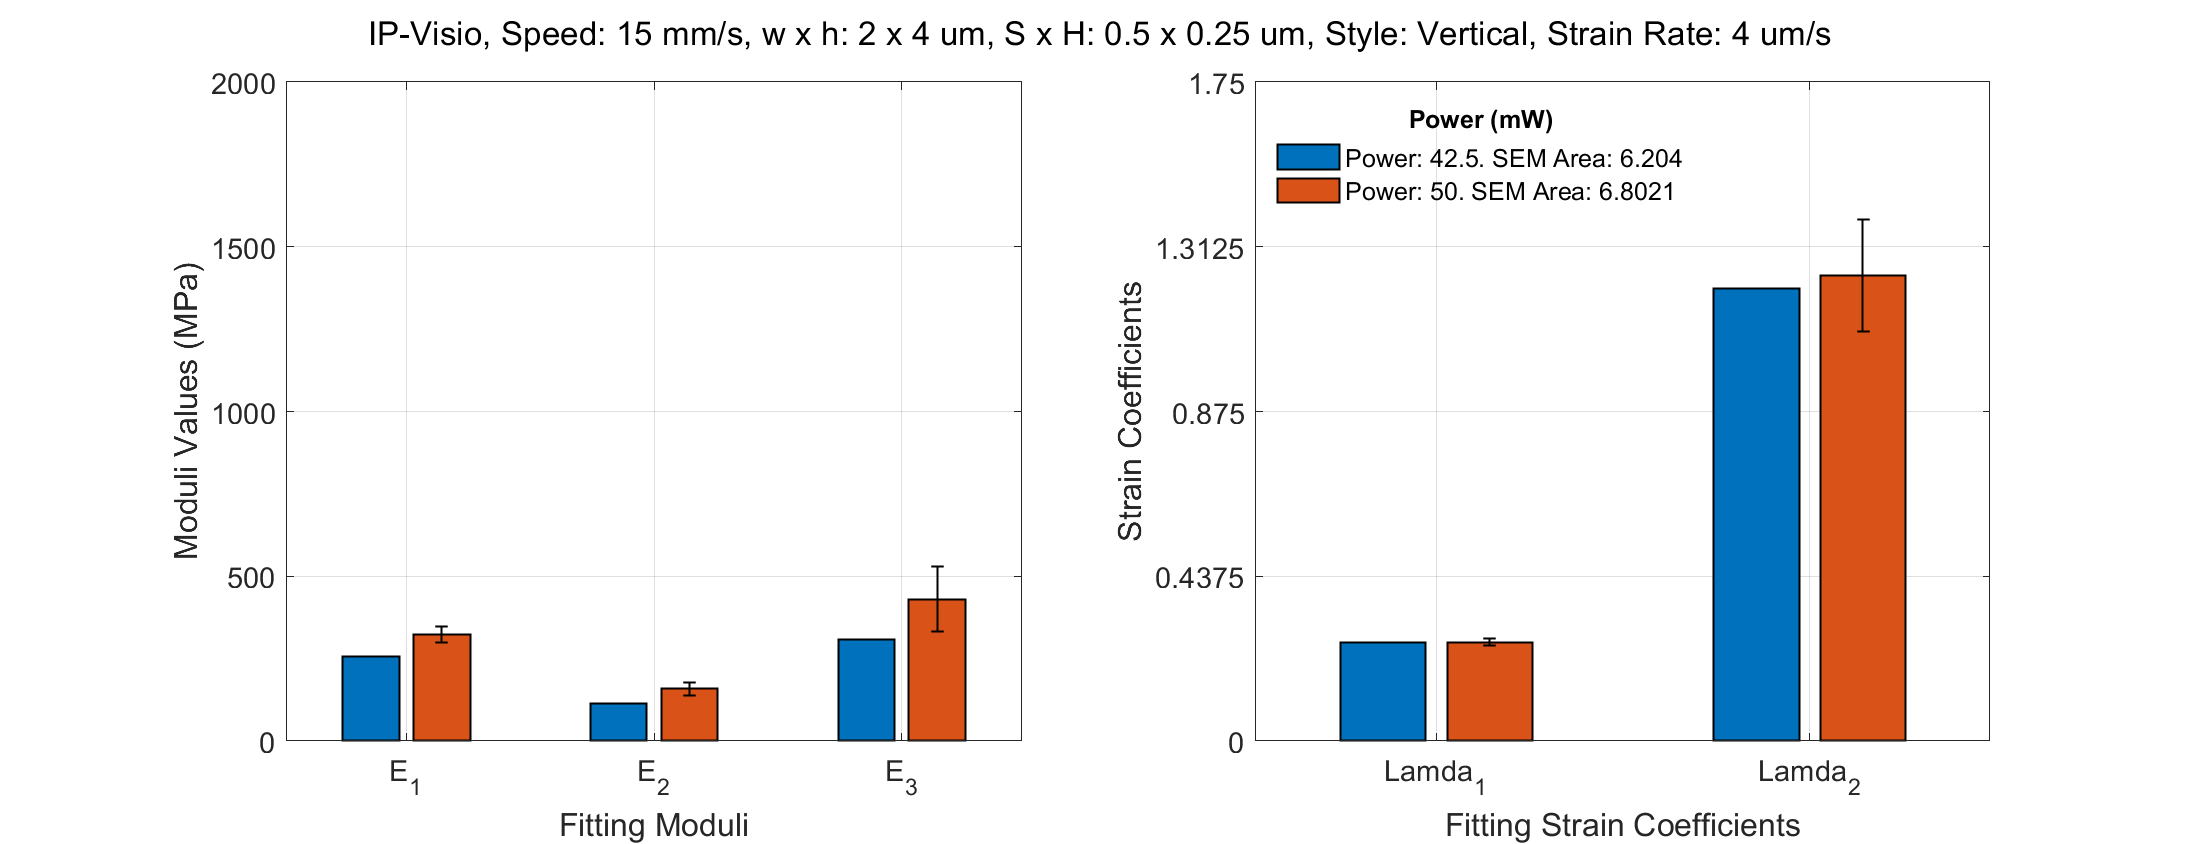 IP-Visio, Speed: 15 mm/s, w x h: 2 x 4 um, S x H: 0.5 x 0.25 um, Style: Vertical, Strain Rate: 4 um/s
2000
1500
1000
500
0
Moduli Values (MPa)
E1
E2
E3
Fitting Moduli
1.75
1.3125
0.875
0.4375
0
Strain Coefficients
Power (mW)
Power: 42.5. SEM Area: 6.204
Power: 50. SEM Area: 6.8021
Lamda1
Lamda2
Fitting Strain Coefficients